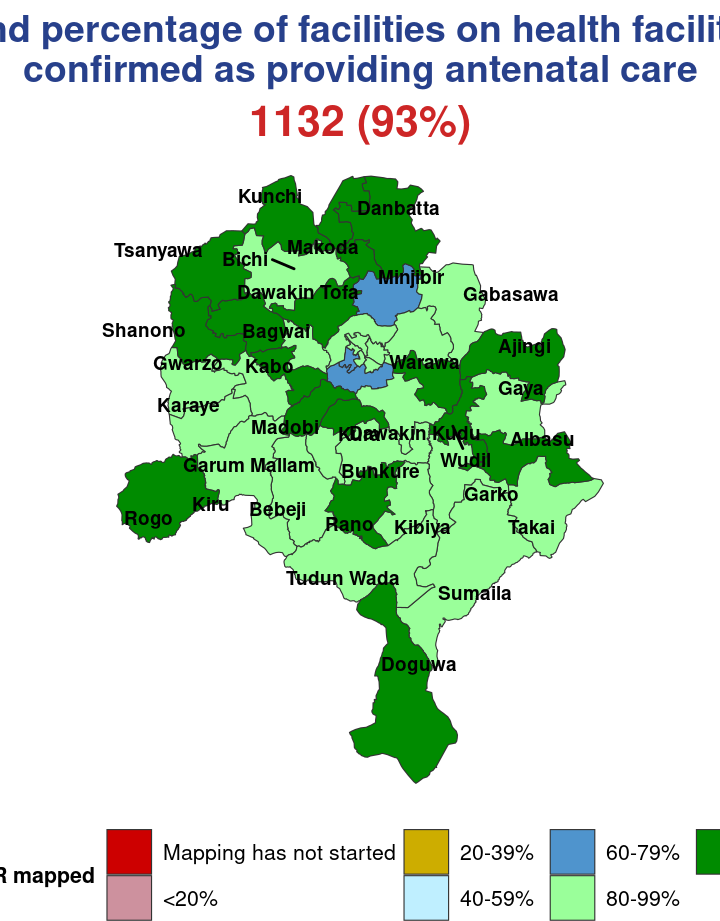 nd percentage of facilities on health facilit
confirmed as providing antenatal care
1132 (93%)
Kunchi
Danbatta
Tsanyawa
Makoda
Bichi
Minjibir
Dawakin Tofa
Gabasawa
Shanono
Bagwai
Ajingi
Gwarzo
Kabo
Warawa
Gaya
Karaye
Madobi
Kura
Dawakin Kudu
Albasu
Wudil
Garum Mallam
Bunkure
Garko
Kiru
Bebeji
Rogo
Rano
Kibiya
Takai
Tudun Wada
Sumaila
Doguwa
R mapped
Mapping has not started
20-39%
60-79%
<20%
40-59%
80-99%